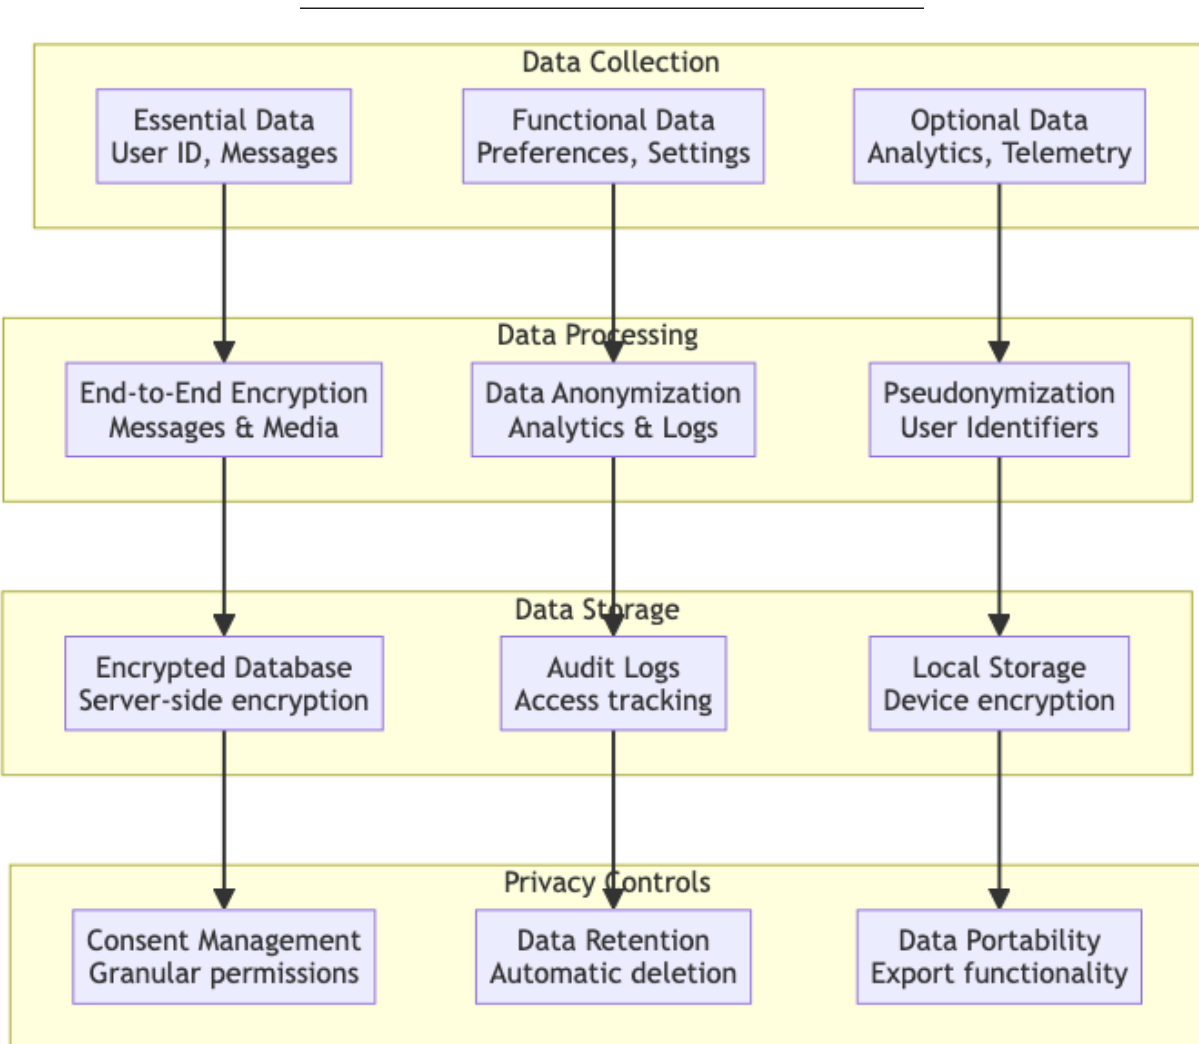 Data Collection
Essential Data
User ID, Messages
Functional Data
Preferences, Settings
Optional Data
Analytics, Telemetry
Data Processing
End-to-End Encryption
Messages & Media
Data Anonymization
Analytics & Logs
Pseudonymization
User Identifiers
Data Storage
Encrypted Database
Server-side encryption
Audit Logs
Access tracking
Local Storage
Device encryption
Privacy Controls
Consent Management
Granular permissions
Data Retention
Automatic deletion
Data Portability
Export functionality